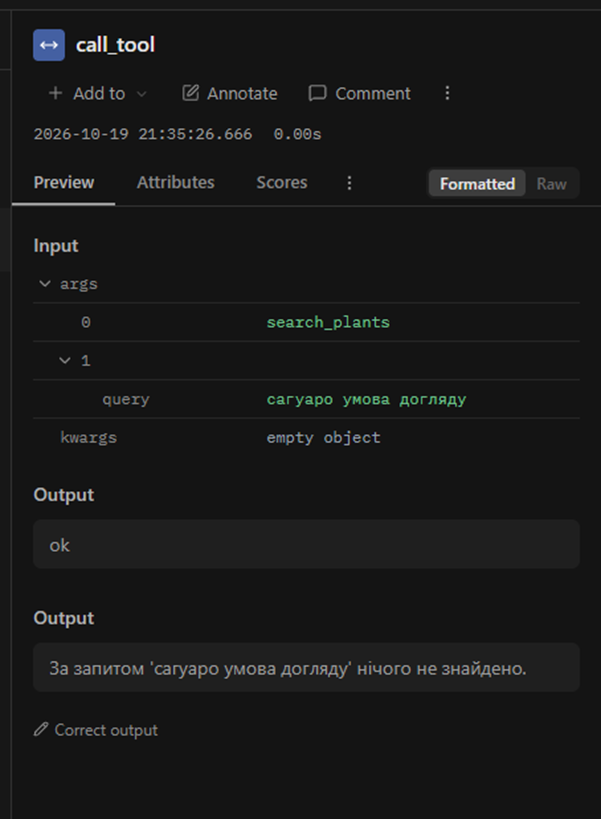 call_tool
Add to
Annotate
Comment
2026-10-19 21:35:26.666 0.00s
Preview Attributes Scores Formatted Raw
Input
args
0 search_plants
1
query сагуаро умова догляду
kwargs empty object
Output
ok
Output
За запитом 'сагуаро умова догляду' нічого не знайдено.
Correct output